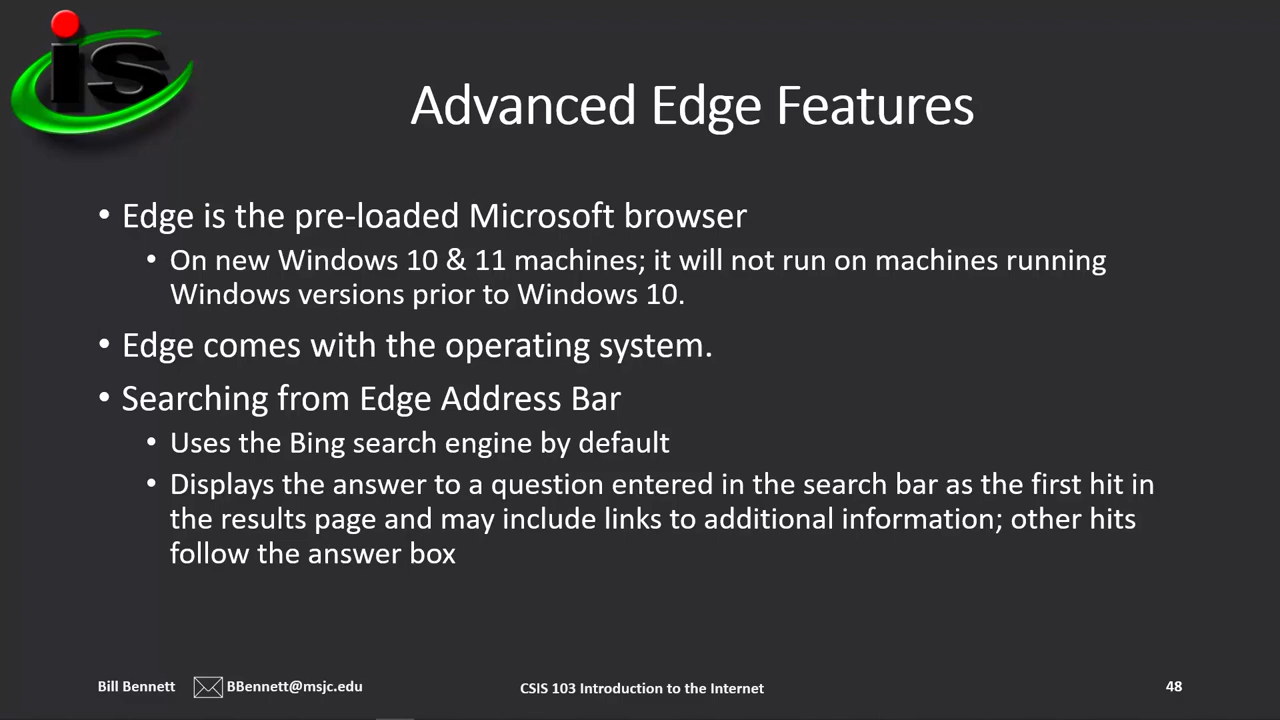 is
Advanced Edge Features
• Edge is the pre-loaded Microsoft browser
• On new Windows 10 & 11 machines; it will not run on machines running
Windows versions prior to Windows 10.
• Edge comes with the operating system.
• Searching from Edge Address Bar
• Uses the Bing search engine by default
• Displays the answer to a question entered in the search bar as the first hit in
the results page and may include links to additional information; other hits
follow the answer box
Bill Bennett BBennett@msjc.edu CSIS 103 Introduction to the Internet 48